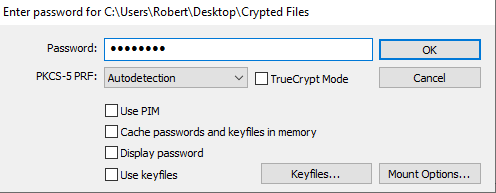 Enter password for C:\Users\Robert\Desktop\Crypted Files
Password: ●●●●●●●● OK
PKCS-5 PRF: Autodetection TrueCrypt Mode Cancel
Use PIM
Cache passwords and keyfiles in memory
Display password
Use keyfiles Keyfiles... Mount Options...